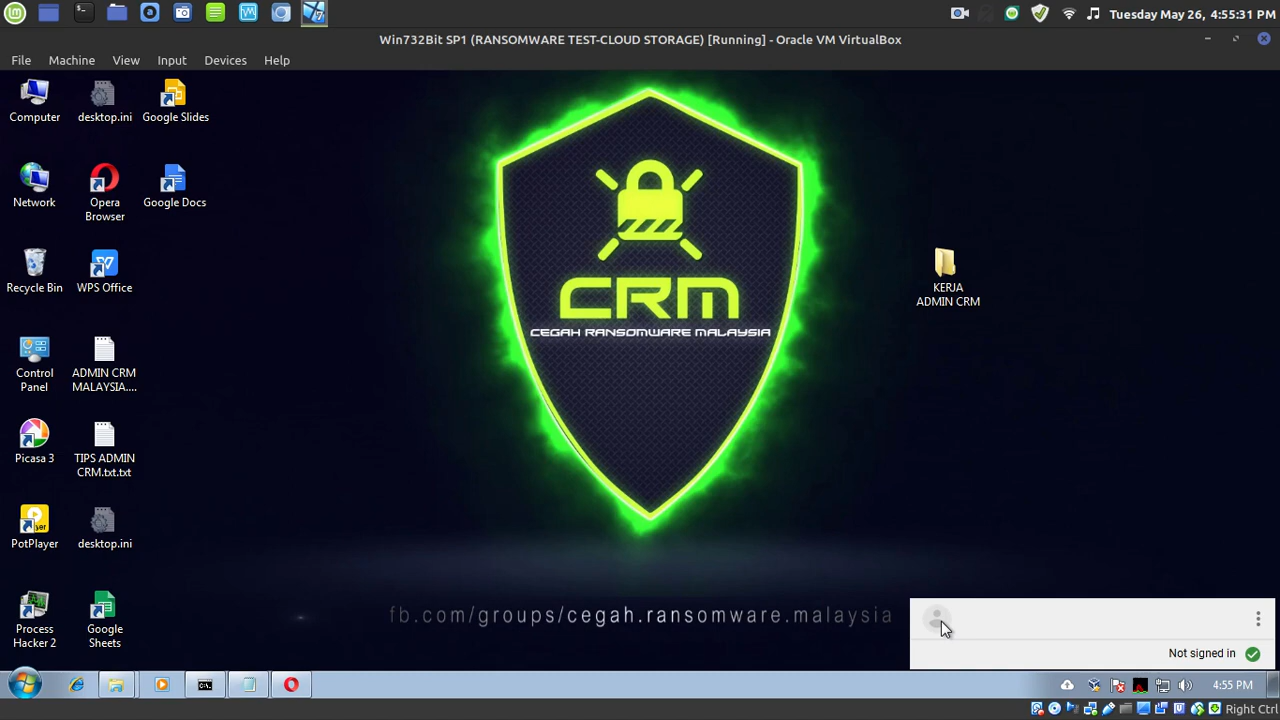 Tuesday May 26, 4:55:31 PM
Win732Bit SP1 (RANSOMWARE TEST-CLOUD STORAGE) [Running] - Oracle VM VirtualBox
File Machine View Input Devices Help
Computer
desktop.ini
Google Slides
Network
Opera Browser
Google Docs
Recycle Bin
WPS Office
KERJA ADMIN CRM
Control Panel
ADMIN CRM MALAYSIA....
Picasa 3
TIPS ADMIN CRM.txt.txt
PotPlayer
desktop.ini
Process Hacker 2
Google Sheets
CRM
CEGAH RANSOMWARE MALAYSIA
fb.com/groups/cegah.ransomware.malaysia
Not signed in
4:55 PM
Right Ctrl